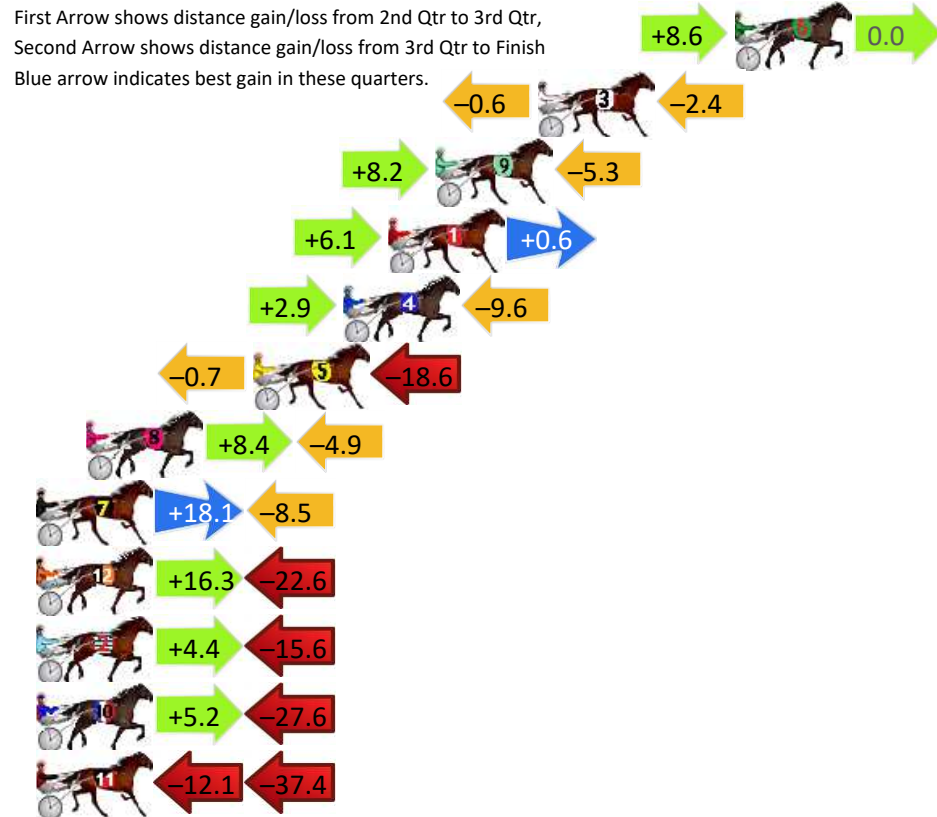 First Arrow shows distance gain/loss from 2nd Qtr to 3rd Qtr,
Second Arrow shows distance gain/loss from 3rd Qtr to Finish
Blue arrow indicates best gain in these quarters.
+8.6 6 0.0
–0.6 3 –2.4
+8.2 9 –5.3
+6.1 1 +0.6
+2.9 4 –9.6
–0.7 5 –18.6
8 +8.4 –4.9
7 +18.1 –8.5
12 +16.3 –22.6
2 +4.4 –15.6
10 +5.2 –27.6
11 –12.1 –37.4